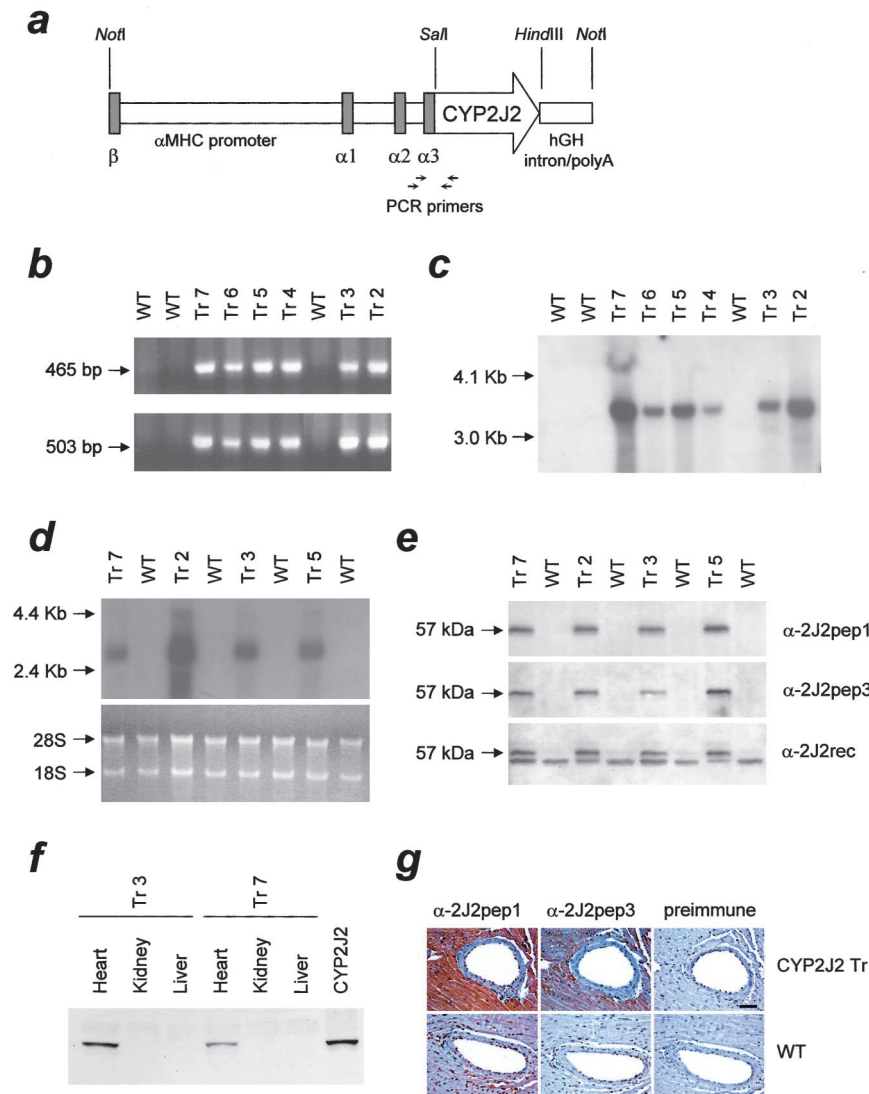 a
NotI
SalI
HindIII
NotI
CYP2J2
αMHC promoter
hGH
intron/polyA
β
α1
α2
α3
PCR primers
b
WT
WT
Tr 7
Tr 6
Tr 5
Tr 4
WT
Tr 3
Tr 2
465 bp
503 bp
c
WT
WT
Tr 7
Tr 6
Tr 5
Tr 4
WT
Tr 3
Tr 2
4.1 Kb
3.0 Kb
d
Tr 7
WT
Tr 2
WT
Tr 3
WT
Tr 5
WT
4.4 Kb
2.4 Kb
28S
18S
e
Tr 7
WT
Tr 2
WT
Tr 3
WT
Tr 5
WT
57 kDa
α-2J2pep1
57 kDa
α-2J2pep3
57 kDa
α-2J2rec
f
Tr 3
Tr 7
Heart
Kidney
Liver
Heart
Kidney
Liver
CYP2J2
g
α-2J2pep1
α-2J2pep3
preimmune
CYP2J2 Tr
WT